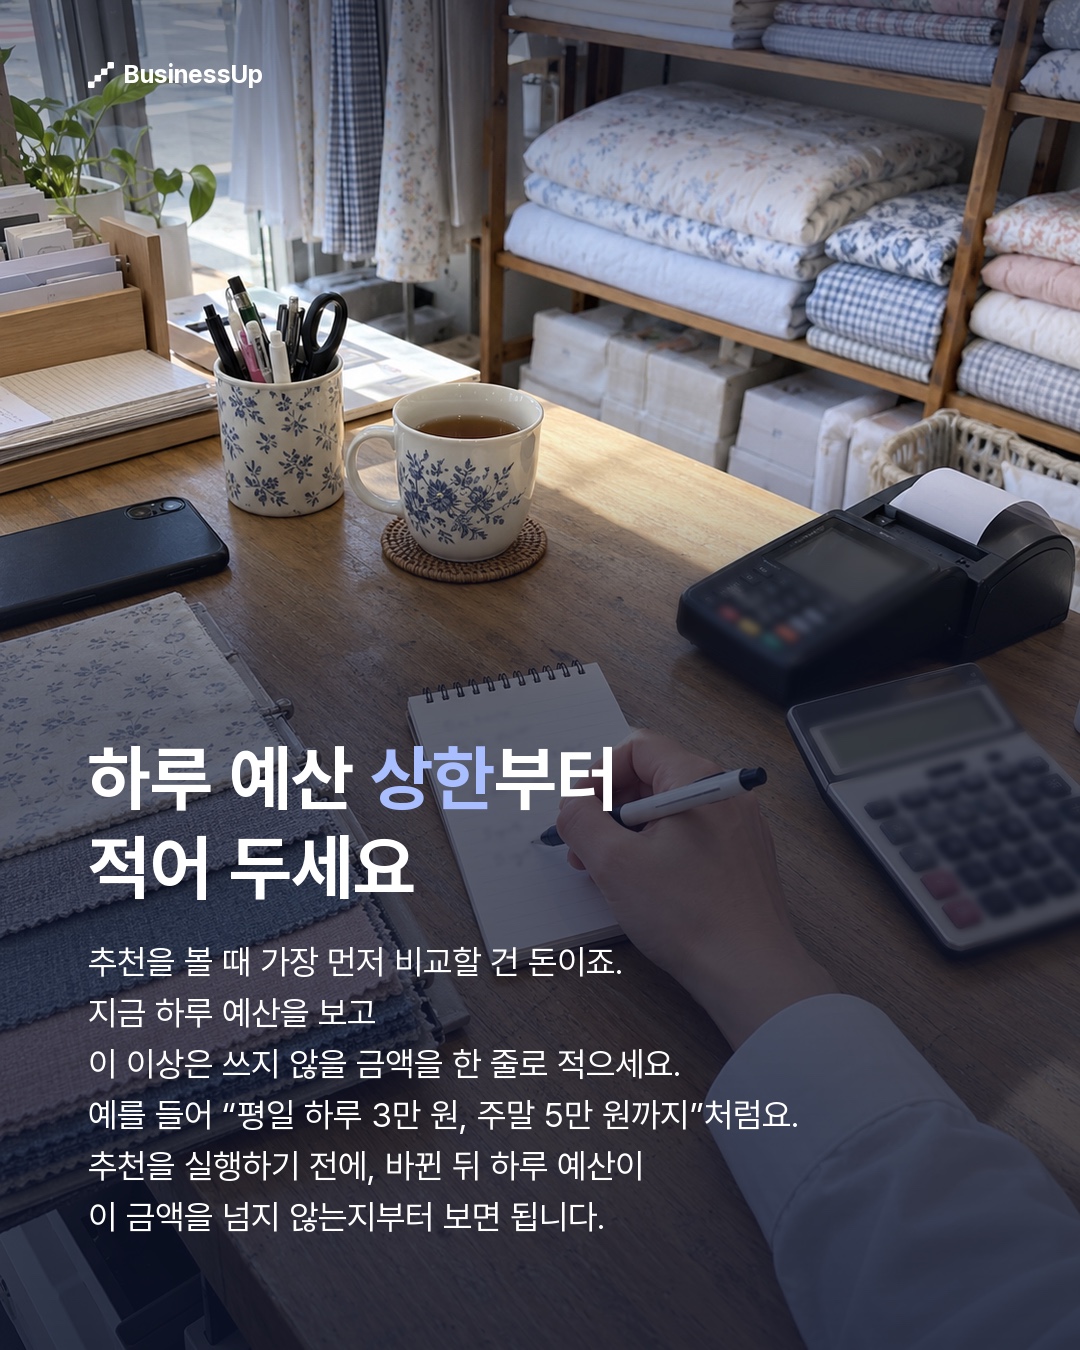 BusinessUp
하루 예산 상한부터
적어 두세요
추천을 볼 때 가장 먼저 비교할 건 돈이죠.
지금 하루 예산을 보고
이 이상은 쓰지 않을 금액을 한 줄로 적으세요.
예를 들어 “평일 하루 3만 원, 주말 5만 원까지”처럼요.
추천을 실행하기 전에, 바뀐 뒤 하루 예산이
이 금액을 넘지 않는지부터 보면 됩니다.